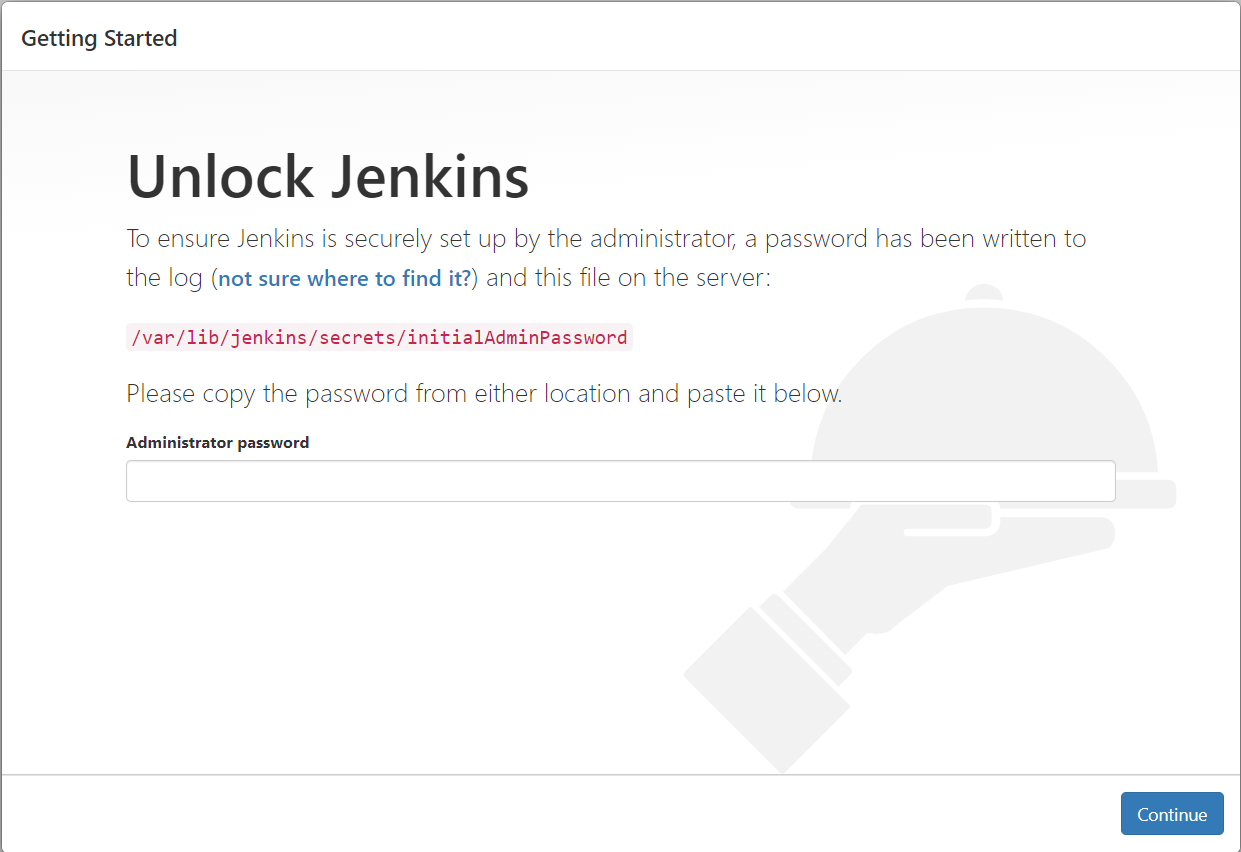 Getting Started
Unlock Jenkins
To ensure Jenkins is securely set up by the administrator, a password has been written to
the log (not sure where to find it?) and this file on the server:
/var/lib/jenkins/secrets/initialAdminPassword
Please copy the password from either location and paste it below.
Administrator password
Continue